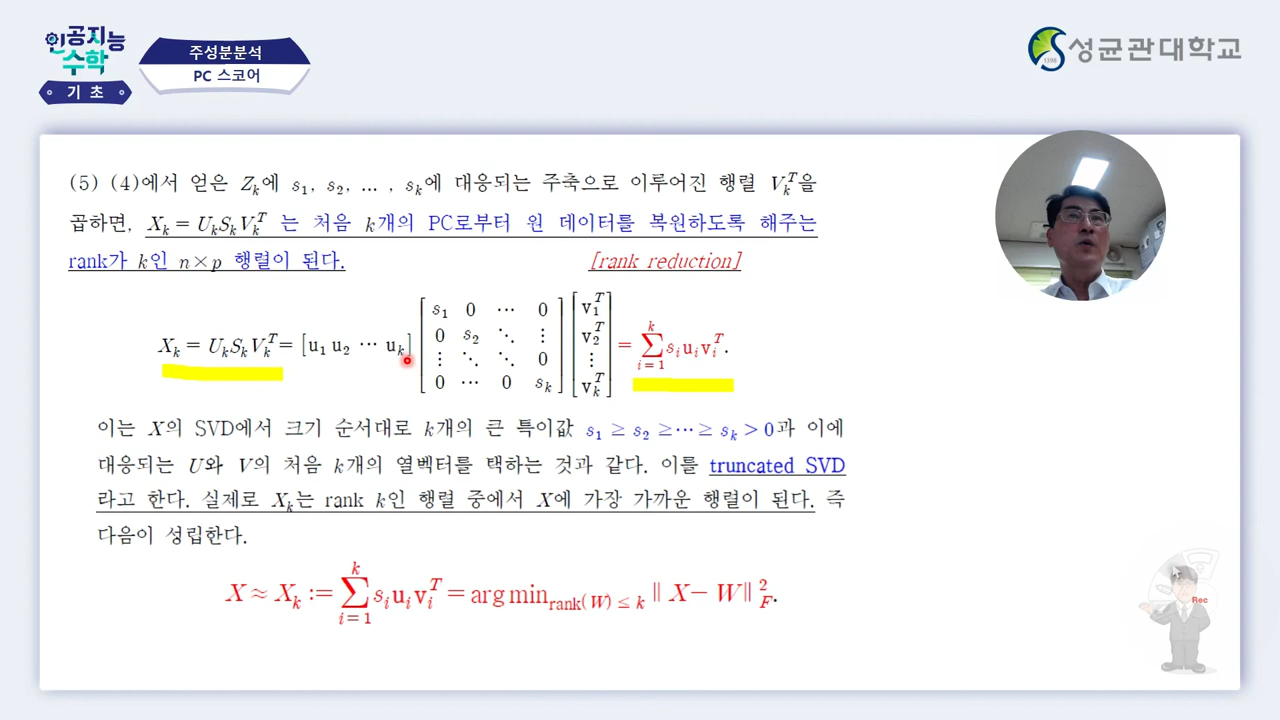 인공지능
수학
기초
주성분분석
PC 스코어
1398
성균관대학교
(5) (4)에서 얻은 Z_k에 s_1, s_2, ... , s_k에 대응되는 주축으로 이루어진 행렬 V_k^T을
곱하면, X_k = U_k S_k V_k^T 는 처음 k개의 PC로부터 원 데이터를 복원하도록 해주는
rank가 k인 n×p 행렬이 된다. [rank reduction]
X_k = U_k S_k V_k^T = [u_1 u_2 ⋯ u_k] [s_1 0 ⋯ 0; 0 s_2 ⋱ ⋮; ⋮ ⋱ ⋱ 0; 0 ⋯ 0 s_k] [v_1^T; v_2^T; ⋮; v_k^T] = ∑_{i=1}^k s_i u_i v_i^T.
이는 X의 SVD에서 크기 순서대로 k개의 큰 특이값 s_1 ≥ s_2 ≥ ⋯ ≥ s_k > 0과 이에
대응되는 U와 V의 처음 k개의 열벡터를 택하는 것과 같다. 이를 truncated SVD
라고 한다. 실제로 X_k는 rank k인 행렬 중에서 X에 가장 가까운 행렬이 된다. 즉
다음이 성립한다.
X ≈ X_k := ∑_{i=1}^k s_i u_i v_i^T = arg min_{rank(W) ≤ k} ‖X − W‖_F^2.
Rec